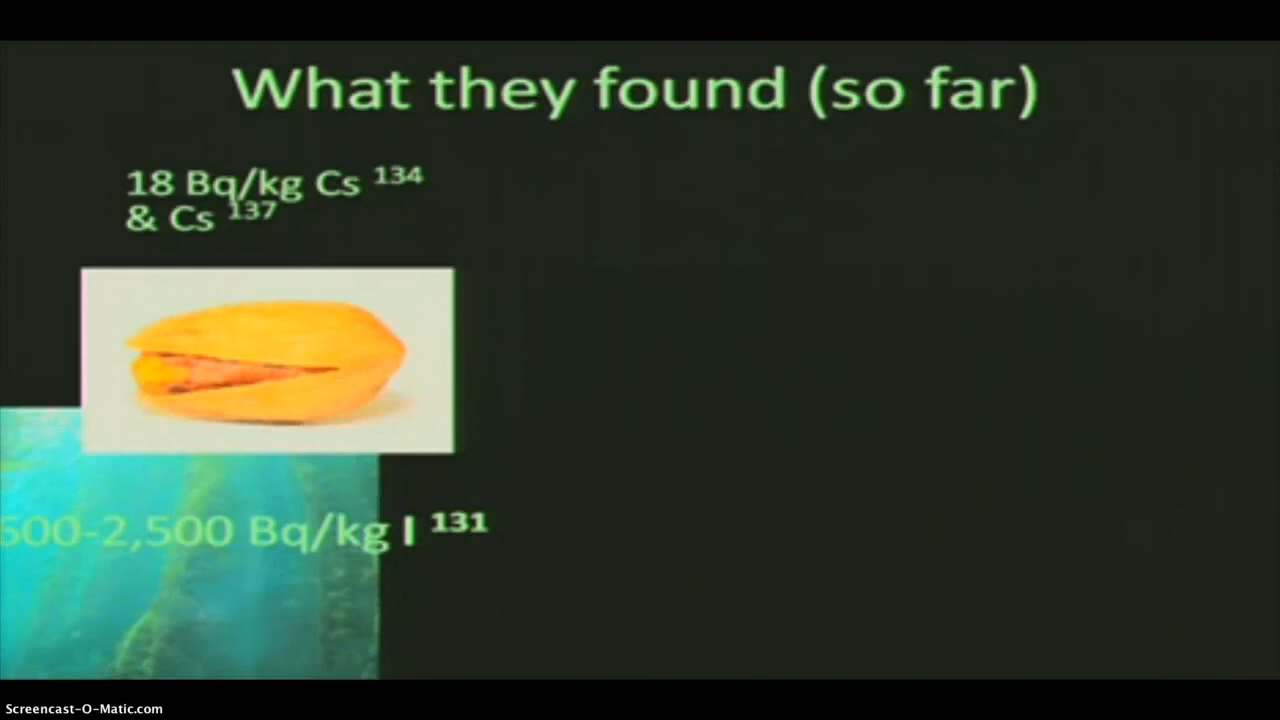 What they found (so far)
18 Bq/kg Cs 134
& Cs 137
600-2,500 Bq/kg I 131
Screencast-O-Matic.com